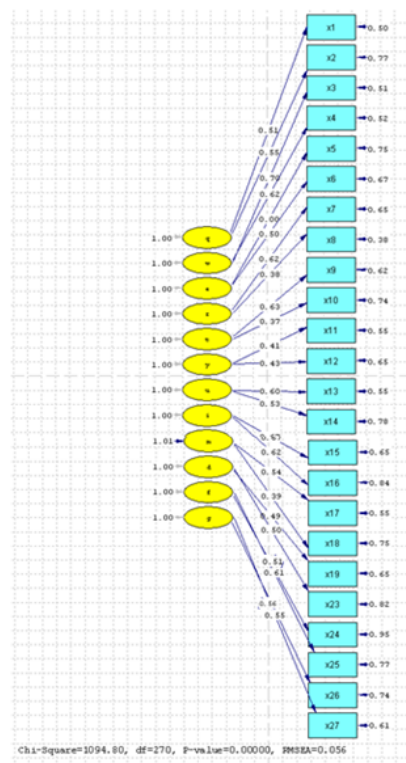 x1
0.50
x2
0.77
x3
0.51
x4
0.52
x5
0.75
x6
0.67
x7
0.65
x8
0.38
x9
0.62
x10
0.74
x11
0.55
x12
0.65
x13
0.55
x14
0.78
x15
0.65
x16
0.84
x17
0.55
x18
0.75
x19
0.65
x23
0.82
x24
0.95
x25
0.77
x26
0.74
x27
0.61
0.51
0.55
0.70
0.62
0.00
0.50
0.62
0.38
0.63
0.37
0.41
0.43
0.60
0.53
0.67
0.62
0.54
0.39
0.49
0.50
0.51
0.61
0.56
0.55
1.00 q
1.00 w
1.00
1.00
1.00
1.00 y
1.00
1.00
1.01
1.00 d
1.00 f
1.00
Chi-Square=1094.80, df=270, P-value=0.00000, RMSEA=0.056